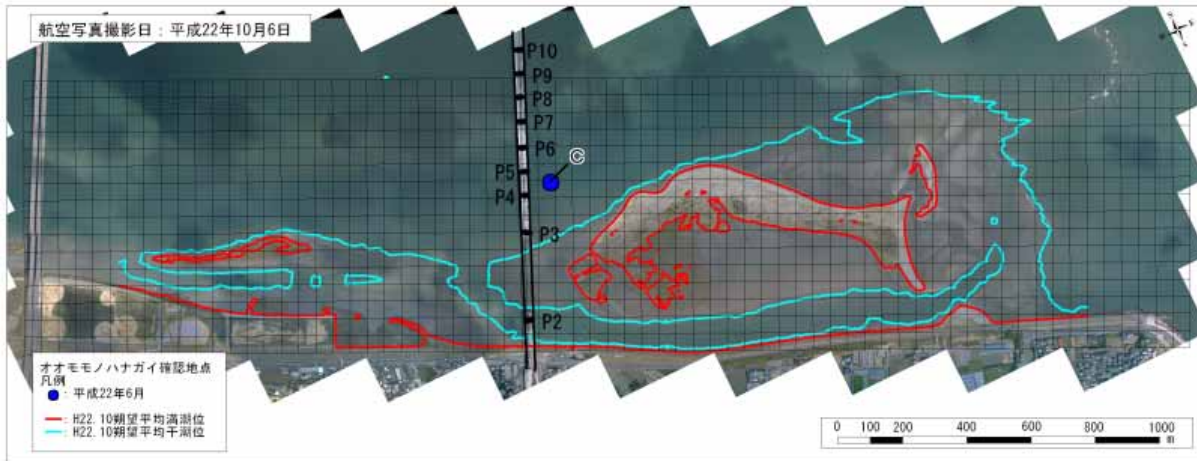 航空写真撮影日：平成22年10月6日
P10
P9
P8
P7
P6
P5
P4
P3
P2
C
オオモモノハナガイ確認地点
凡例
: 平成22年6月
: H22.10朔望平均満潮位
: H22.10朔望平均干潮位
0 100 200 400 600 800 1000
m